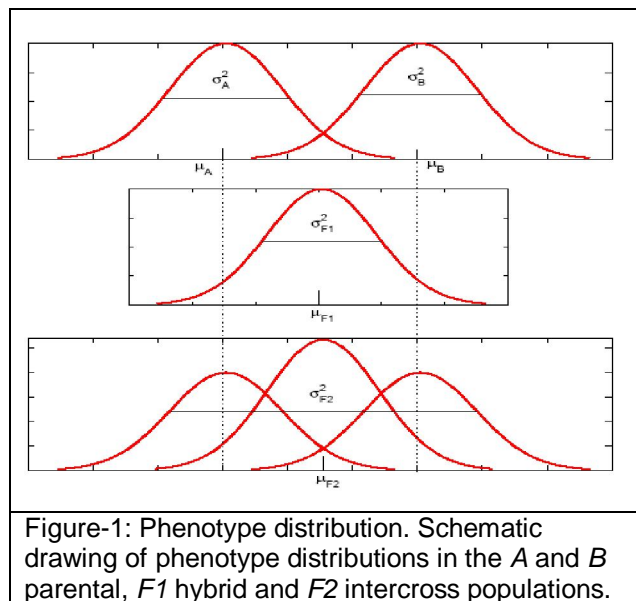 σ²A σ²B
μA μB
σ²F1
μF1
σ²F2
μF2
Figure-1: Phenotype distribution. Schematic
drawing of phenotype distributions in the A and B
parental, F1 hybrid and F2 intercross populations.